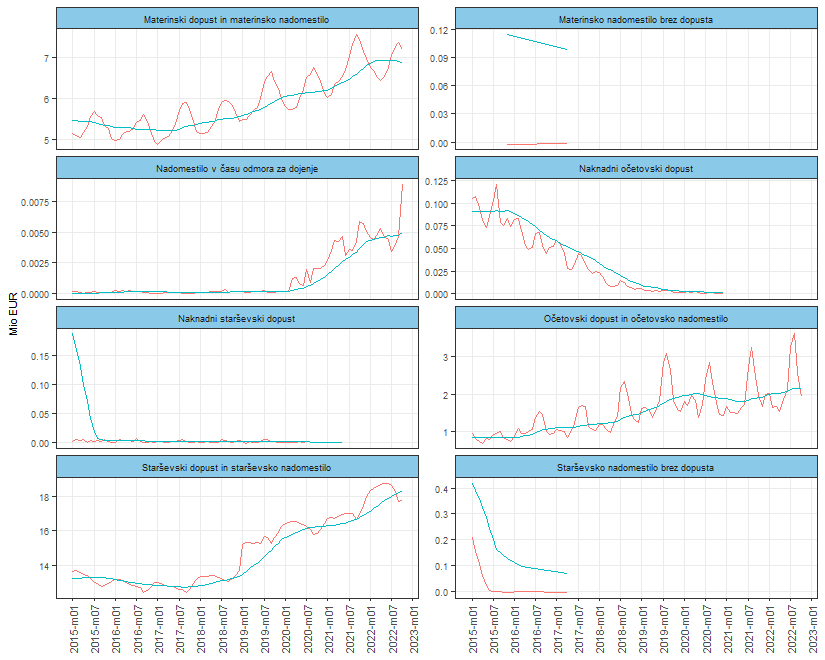 Materinski dopust in materinsko nadomestilo
Materinsko nadomestilo brez dopusta
7
6
5
0.12
0.09
0.06
0.03
0.00
Nadomestilo v času odmora za dojenje
Naknadni očetovski dopust
0.0075
0.0050
0.0025
0.0000
0.125
0.100
0.075
0.050
0.025
0.000
Mio EUR
Naknadni starševski dopust
Očetovski dopust in očetovsko nadomestilo
0.15
0.10
0.05
0.00
3
2
1
Starševski dopust in starševsko nadomestilo
Starševsko nadomestilo brez dopusta
18
16
14
0.4
0.3
0.2
0.1
0.0
2015-m01
2015-m07
2016-m01
2016-m07
2017-m01
2017-m07
2018-m01
2018-m07
2019-m01
2019-m07
2020-m01
2020-m07
2021-m01
2021-m07
2022-m01
2022-m07
2023-m01
2015-m01
2015-m07
2016-m01
2016-m07
2017-m01
2017-m07
2018-m01
2018-m07
2019-m01
2019-m07
2020-m01
2020-m07
2021-m01
2021-m07
2022-m01
2022-m07
2023-m01